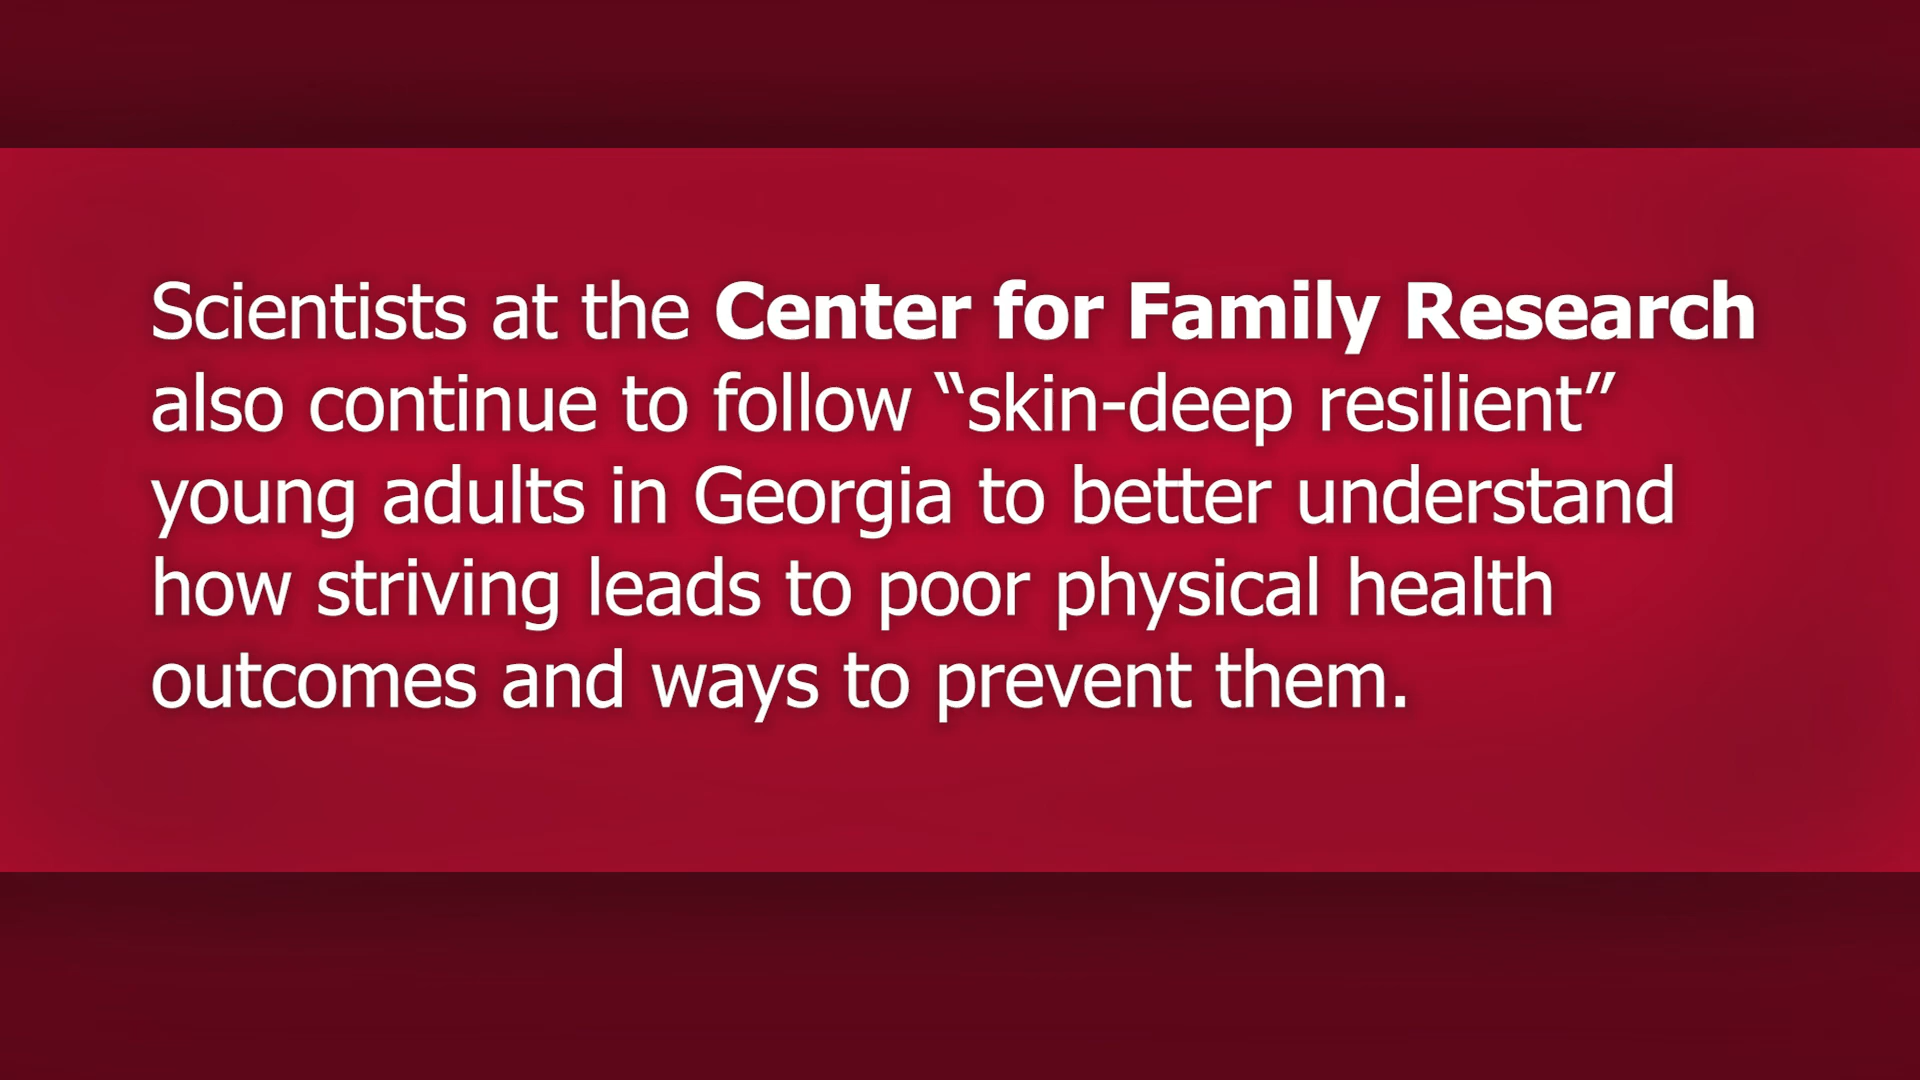 Scientists at the Center for Family Research
also continue to follow “skin-deep resilient”
young adults in Georgia to better understand
how striving leads to poor physical health
outcomes and ways to prevent them.